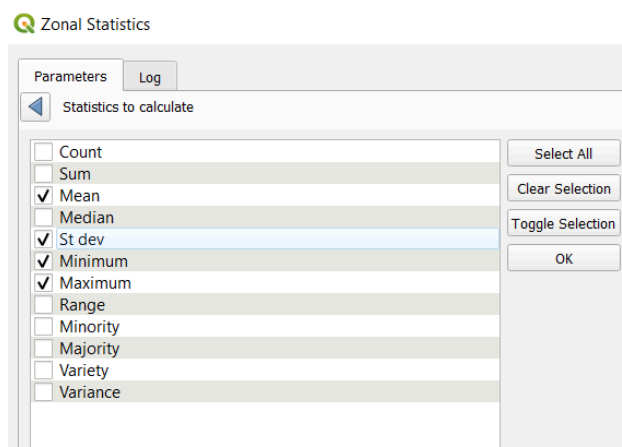 Zonal Statistics
Parameters
Log
Statistics to calculate
Count
Sum
Mean
Median
St dev
Minimum
Maximum
Range
Minority
Majority
Variety
Variance
Select All
Clear Selection
Toggle Selection
OK